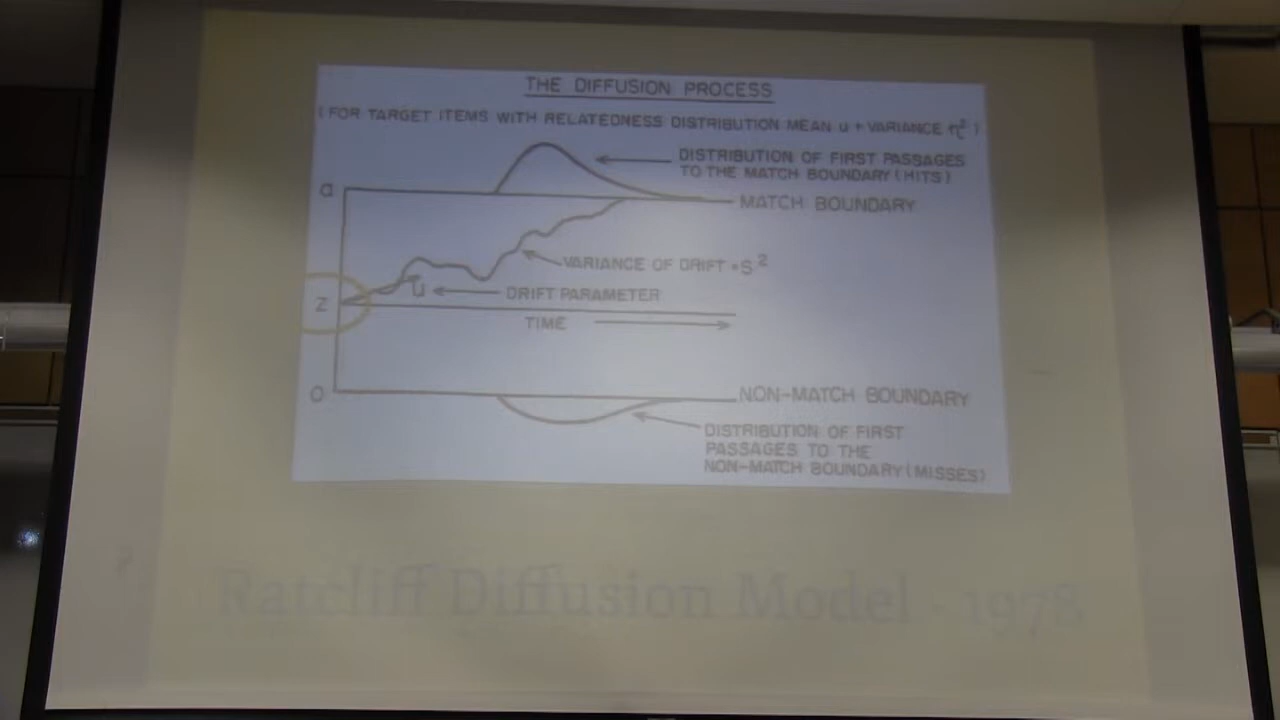 THE DIFFUSION PROCESS
(FOR TARGET ITEMS WITH RELATEDNESS DISTRIBUTION MEAN u + VARIANCE η²)
DISTRIBUTION OF FIRST PASSAGES
TO THE MATCH BOUNDARY (HITS)
a
MATCH BOUNDARY
VARIANCE OF DRIFT = S²
u
DRIFT PARAMETER
Z
TIME
O
NON-MATCH BOUNDARY
DISTRIBUTION OF FIRST
PASSAGES TO THE
NON-MATCH BOUNDARY (MISSES)
Ratcliff Diffusion Model - 1978